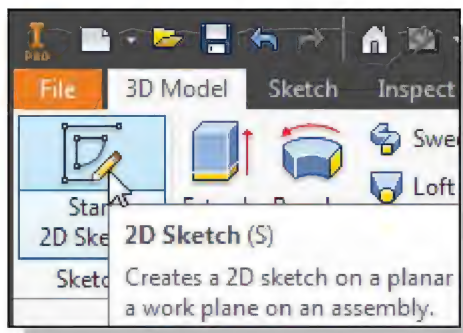 PRO
File 3D Model Sketch Inspect
Swee
Star
Loft
2D Ske
Sketc
2D Sketch (S)
Creates a 2D sketch on a planar
a work plane on an assembly.